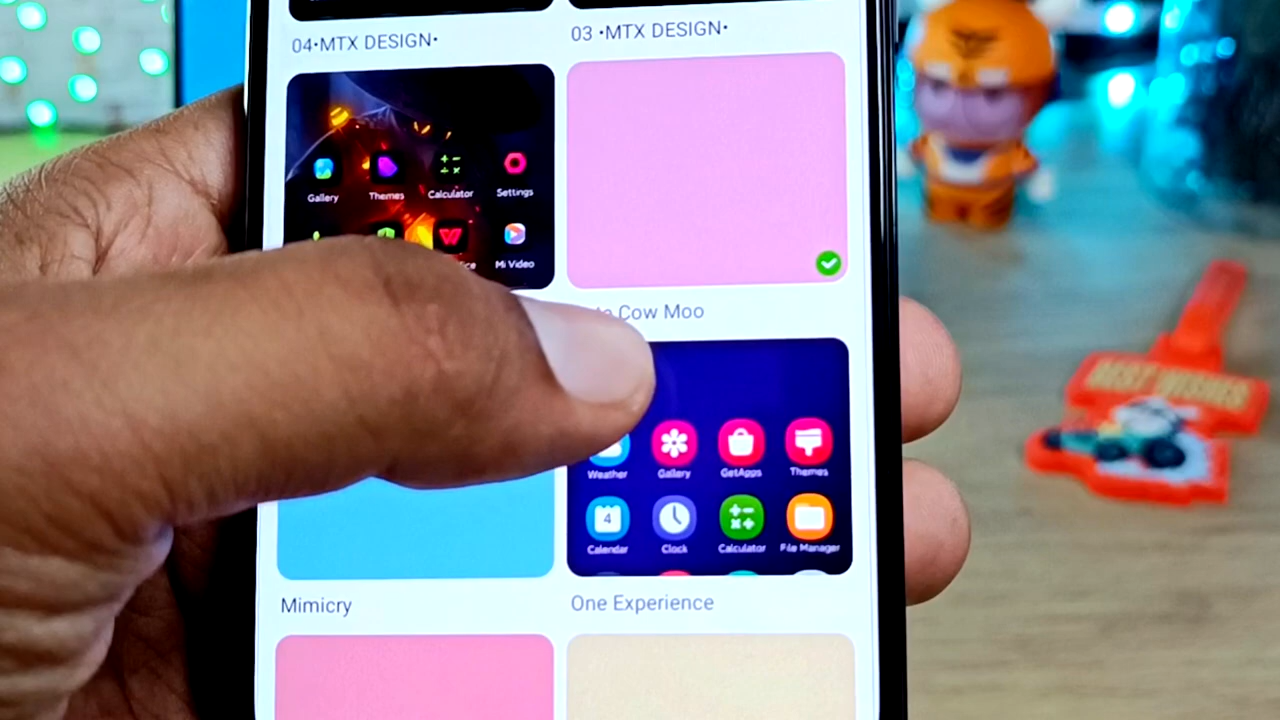 04•MTX DESIGN•
03 •MTX DESIGN•
Gallery
Themes
Calculator
Settings
Mi Video
Cow Moo
Weather
Gallery
GetApps
Themes
4
Calendar
Clock
Calculator
File Manager
Mimicry
One Experience
BEST WISHES